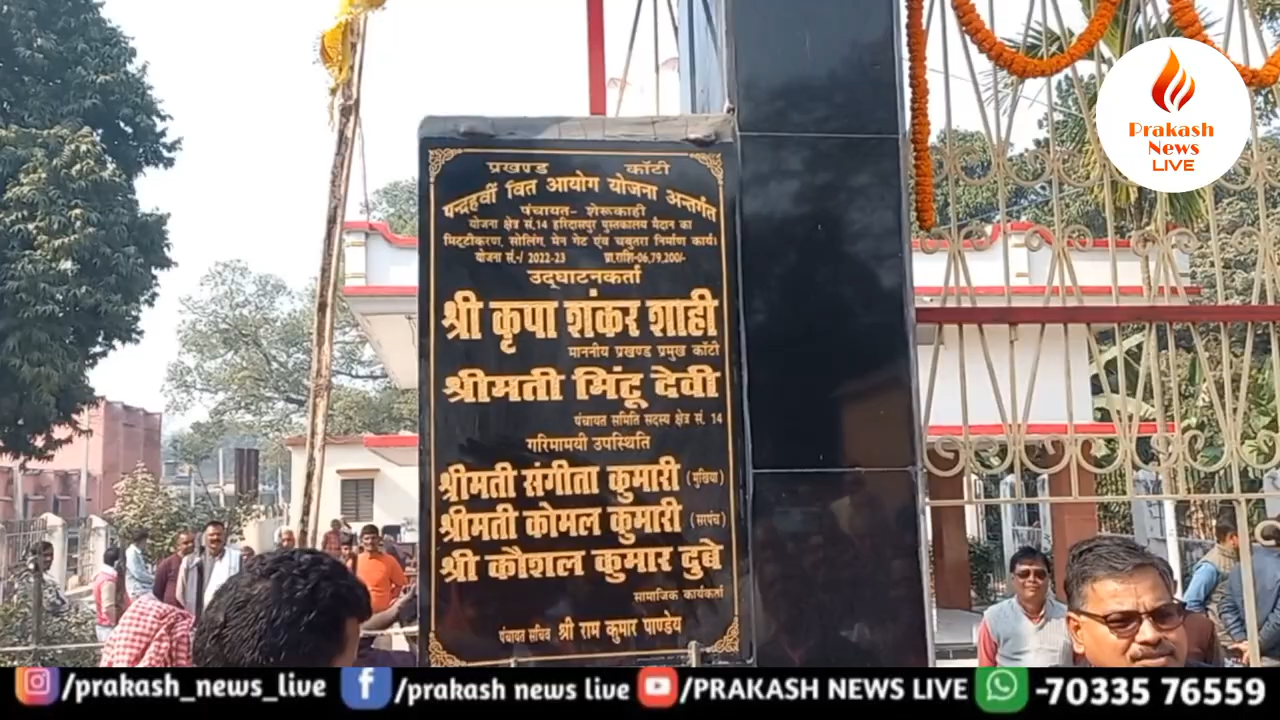 प्रखण्ड कॉटी
पन्द्रहवीं वित आयोग योजना अन्तर्गत
पंचायत- शेरूकाही
योजना क्षेत्र सं.14 हरिदासपुर पुस्तकालय मैदान का
मिट्टीकरण, सोलिंग, मेन गेट एंव चबुतरा निर्माण कार्य।
योजना सं.-/ 2022-23 प्रा.राशि-06,79,200/-
उद्घाटनकर्ता
श्री कृपा शंकर शाही
माननीय प्रखण्ड प्रमुख कॉटी
श्रीमती मिंटू देवी
पंचायत समिति सदस्य क्षेत्र सं. 14
गरिमामयी उपस्थिति
श्रीमती संगीता कुमारी (मुखिया)
श्रीमती कोमल कुमारी (सरपंच)
श्री कौशल कुमार दुबे
सामाजिक कार्यकर्ता
पंचायत सचिव श्री राम कुमार पाण्डेय
Prakash
News
LIVE
/prakash_news_live /prakash news live /PRAKASH NEWS LIVE -70335 76559